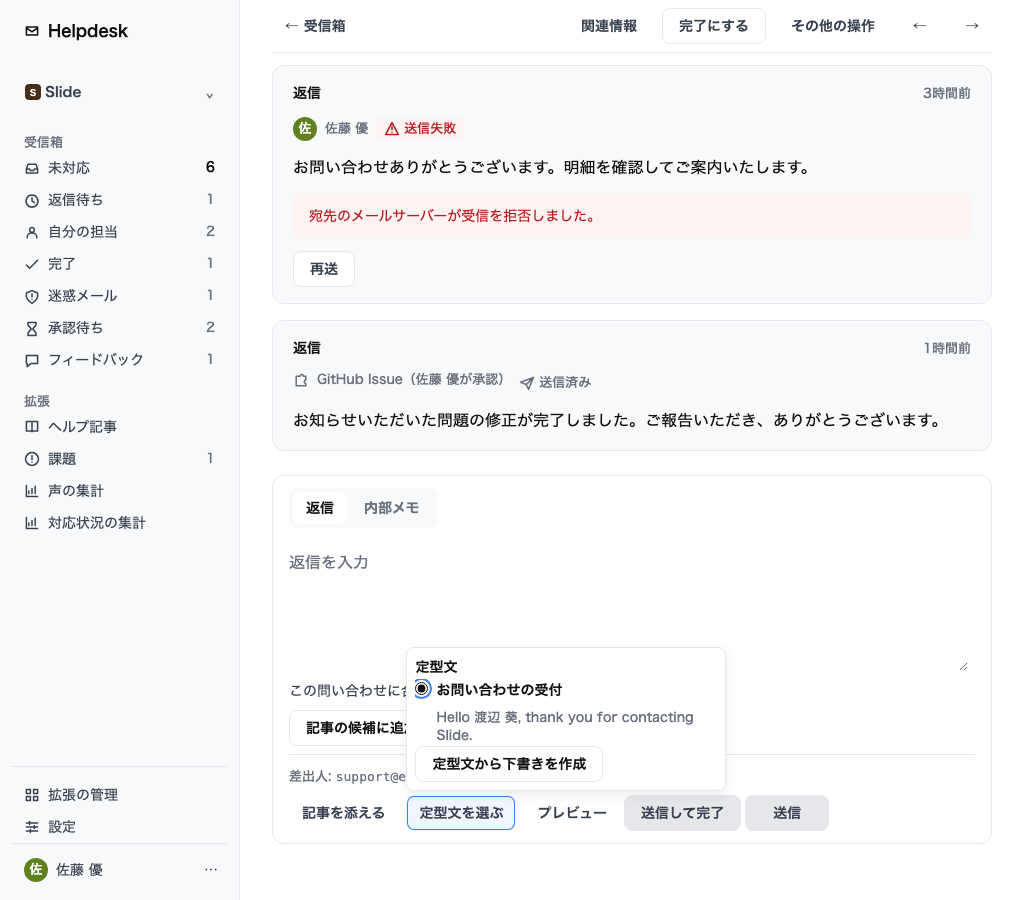 Helpdesk
S Slide
受信箱
未対応 6
返信待ち 1
自分の担当 2
完了 1
迷惑メール 1
承認待ち 2
フィードバック 1
拡張
ヘルプ記事
課題 1
声の集計
対応状況の集計
拡張の管理
設定
佐 佐藤 優 …
← 受信箱 関連情報 完了にする その他の操作 ← →
返信 3時間前
佐 佐藤 優 送信失敗
お問い合わせありがとうございます。明細を確認してご案内いたします。
宛先のメールサーバーが受信を拒否しました。
再送
返信 1時間前
GitHub Issue（佐藤 優が承認） 送信済み
お知らせいただいた問題の修正が完了しました。ご報告いただき、ありがとうございます。
返信 内部メモ
返信を入力
この問い合わせに
記事の候補に追
定型文
お問い合わせの受付
Hello 渡辺 葵, thank you for contacting
Slide.
定型文から下書きを作成
差出人: support@e
記事を添える 定型文を選ぶ プレビュー 送信して完了 送信